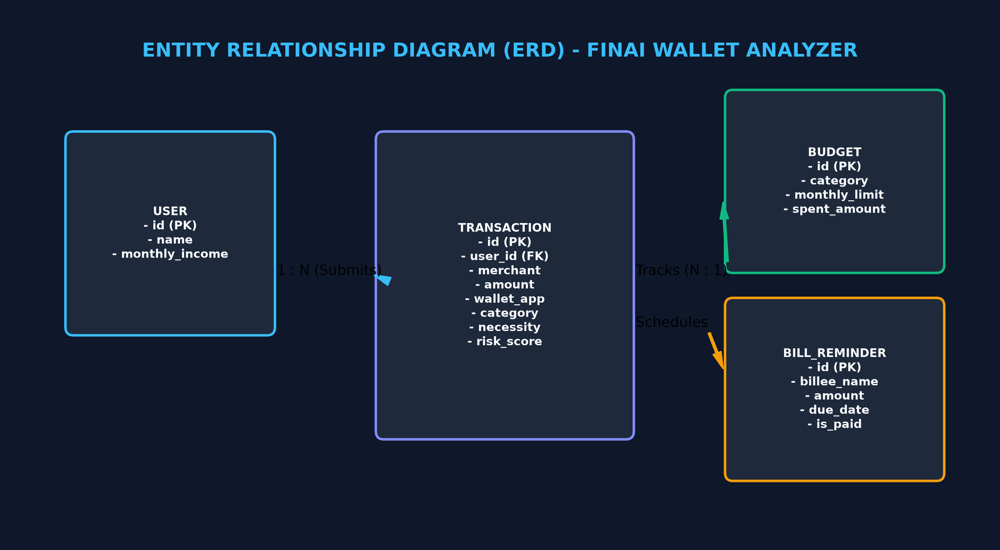 ENTITY RELATIONSHIP DIAGRAM (ERD) - FINAI WALLET ANALYZER
USER
- id (PK)
- name
- monthly_income
1 : N (Submits)
TRANSACTION
- id (PK)
- user_id (FK)
- merchant
- amount
- wallet_app
- category
- necessity
- risk_score
Tracks (N : 1)
Schedules
BUDGET
- id (PK)
- category
- monthly_limit
- spent_amount
BILL_REMINDER
- id (PK)
- billee_name
- amount
- due_date
- is_paid